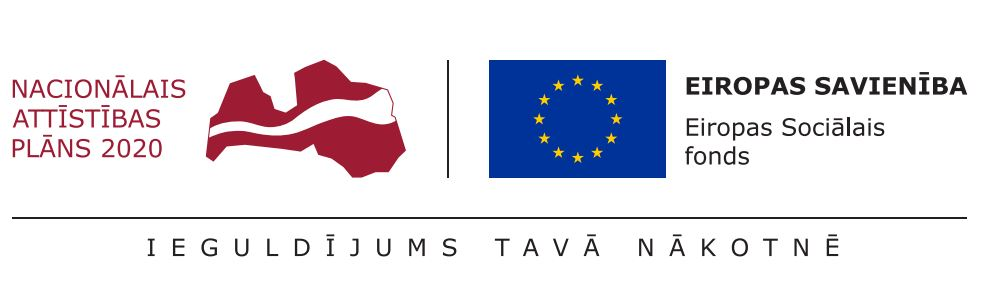 NACIONĀLAIS
ATTĪSTĪBAS
PLĀNS 2020
EIROPAS SAVIENĪBA
Eiropas Sociālais
fonds
IEGULDĪJUMS TAVĀ NĀKOTNĒ